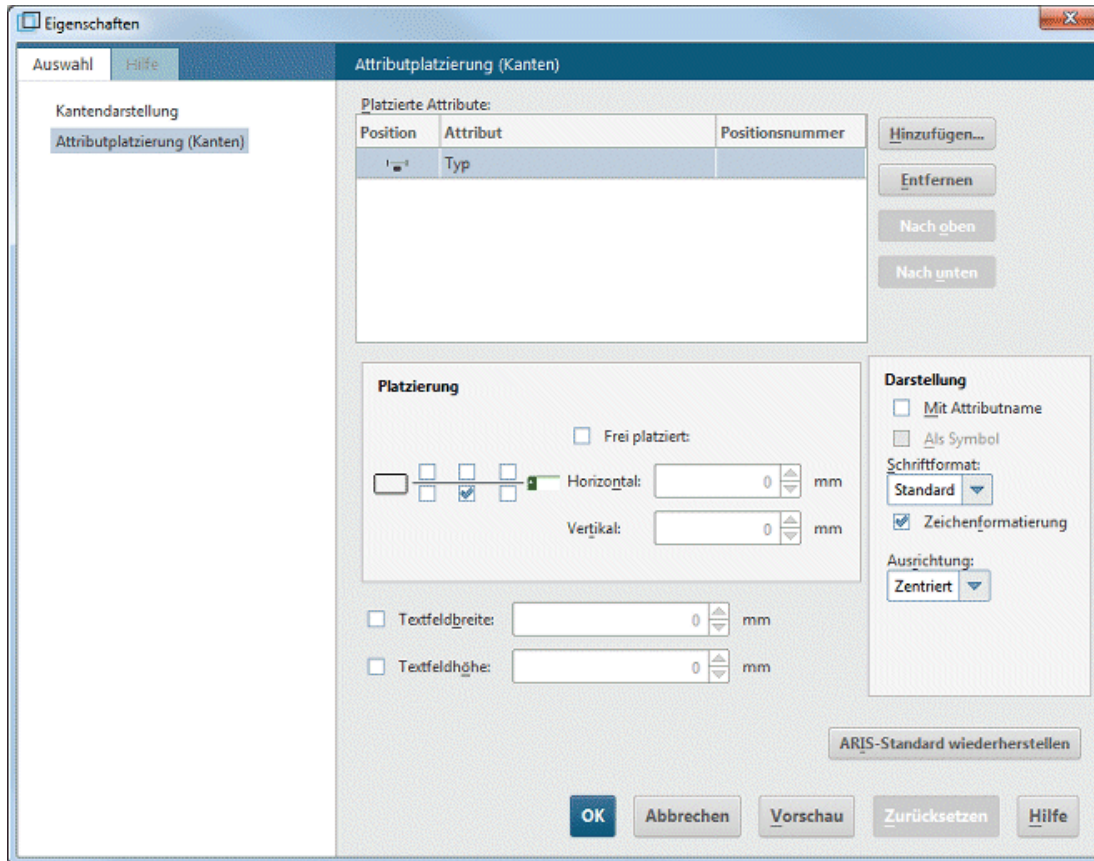 Eigenschaften
Auswahl Hilfe
Attributplatzierung (Kanten)
Kantendarstellung
Attributplatzierung (Kanten)
Platzierte Attribute:
Position Attribut Positionsnummer
Typ
Hinzufügen...
Entfernen
Nach oben
Nach unten
Platzierung
Frei platziert:
Horizontal: 0 mm
Vertikal: 0 mm
Textfeldbreite: 0 mm
Textfeldhöhe: 0 mm
Darstellung
Mit Attributname
Als Symbol
Schriftformat:
Standard
Zeichenformatierung
Ausrichtung:
Zentriert
ARIS-Standard wiederherstellen
OK Abbrechen Vorschau Zurücksetzen Hilfe